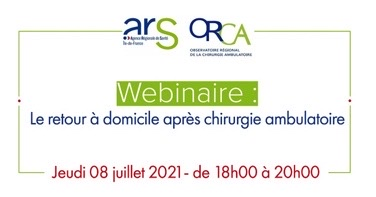 ars
Agence Régionale de Santé
Île-de-France
ORCA
OBSERVATOIRE RÉGIONAL
DE LA CHIRURGIE AMBULATOIRE
Webinaire :
Le retour à domicile après chirurgie ambulatoire
Jeudi 08 juillet 2021- de 18h00 à 20h00